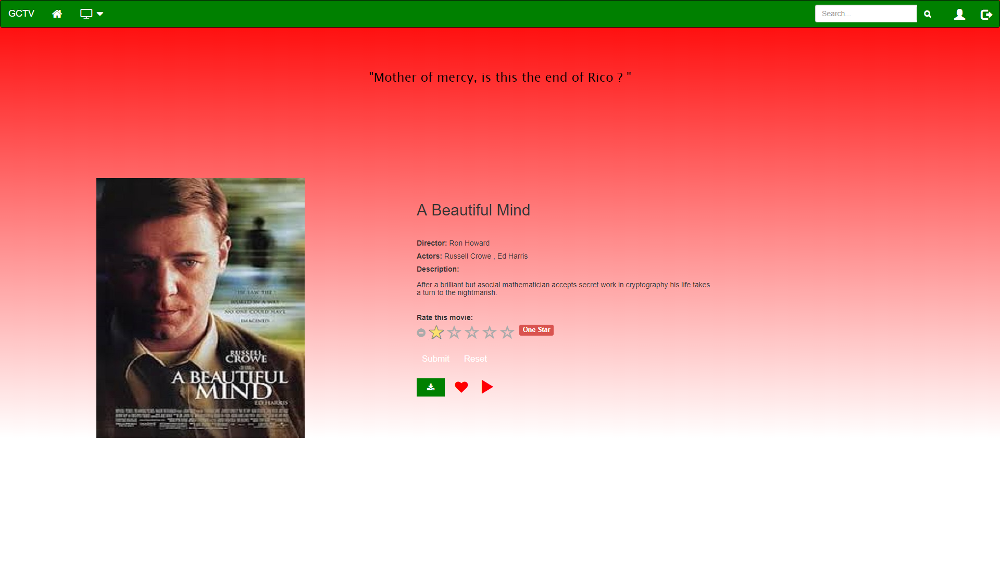 GCTV
Search...
"Mother of mercy, is this the end of Rico ? "
A Beautiful Mind
Director: Ron Howard
Actors: Russell Crowe , Ed Harris
Description:
After a brilliant but asocial mathematician accepts secret work in cryptography his life takes
a turn to the nightmarish.
Rate this movie:
One Star
Submit Reset
HE SAW THE
WORLD IN A WAY
NO ONE COULD HAVE
IMAGINED
RUSSELL
CROWE
A BEAUTIFUL
MIND
ED HARRIS